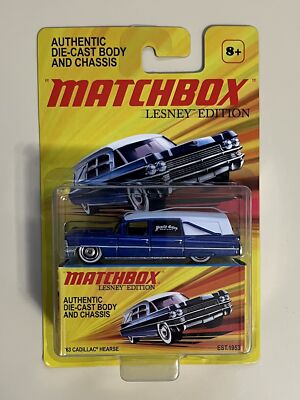 AUTHENTIC
DIE-CAST BODY
AND CHASSIS
8+
"MATCHBOX"
LESNEY EDITION
MATCHBOX
LESNEY EDITION
AUTHENTIC
DIE-CAST BODY
AND CHASSIS
'63 CADILLAC® HEARSE
EST.1953